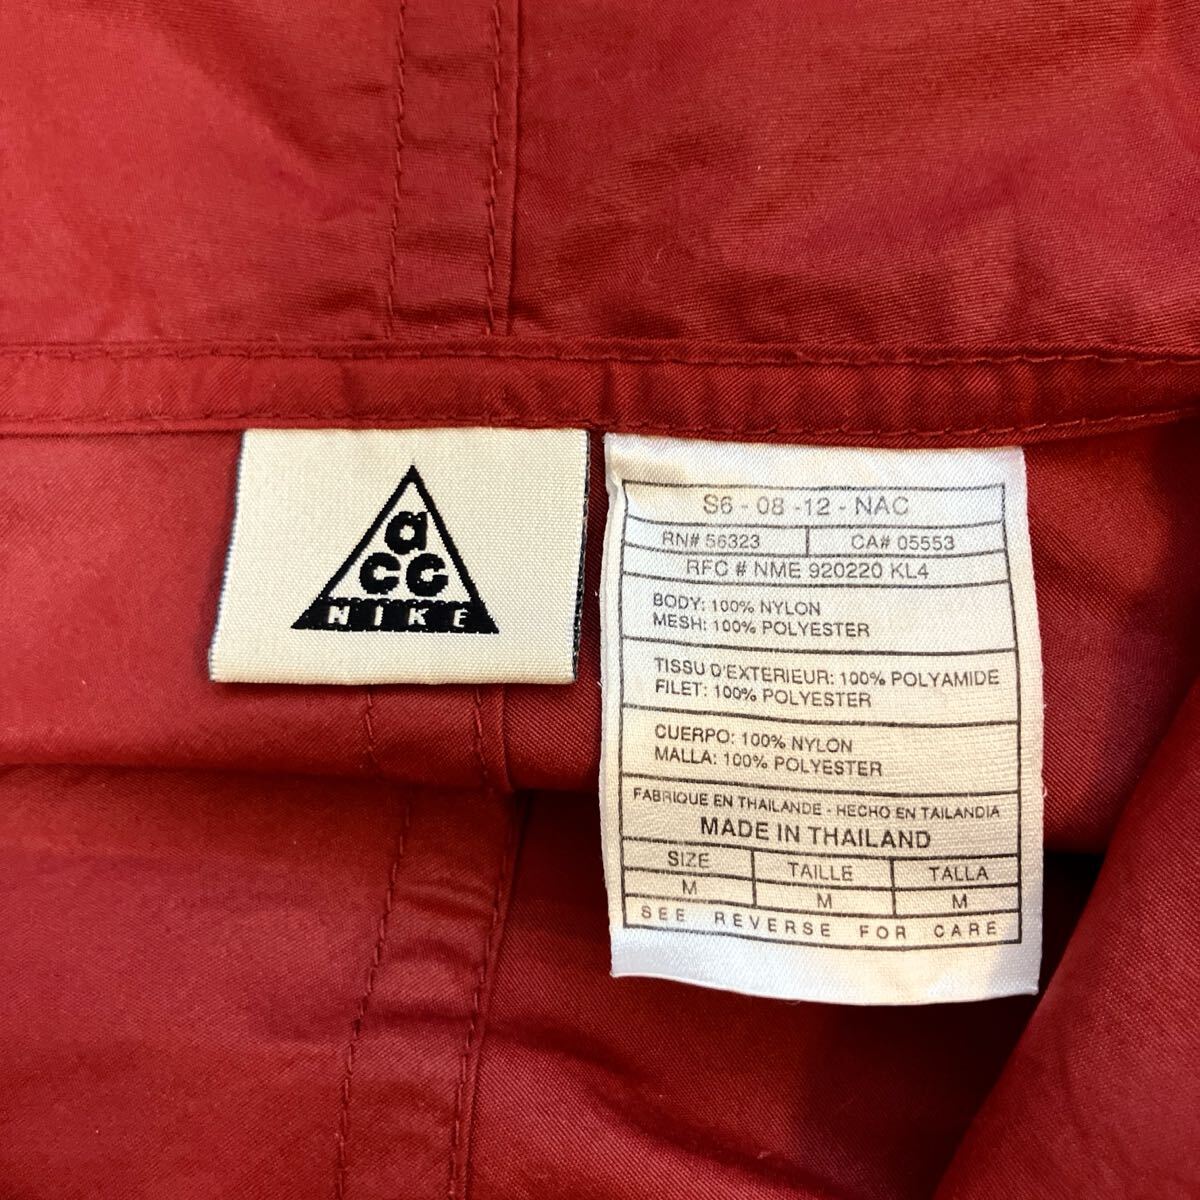 a
CG
NIKE
S6 - 08 - 12 - NAC
RN# 56323 CA# 05553
RFC # NME 920220 KL4
BODY: 100% NYLON
MESH: 100% POLYESTER
TISSU D'EXTERIEUR: 100% POLYAMIDE
FILET: 100% POLYESTER
CUERPO: 100% NYLON
MALLA: 100% POLYESTER
FABRIQUE EN THAILANDE - HECHO EN TAILANDIA
MADE IN THAILAND
SIZE TAILLE TALLA
M M M
SEE REVERSE FOR CARE